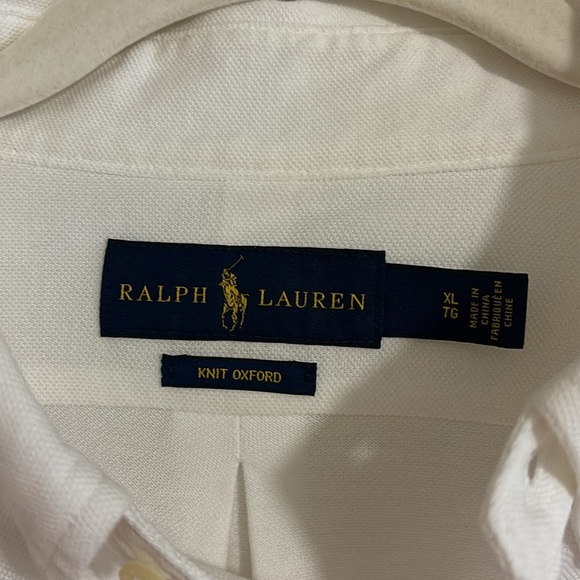 RALPH LAUREN
XL
TG
MADE IN
CHINA
FABRIQUÉ EN
CHINE
KNIT OXFORD